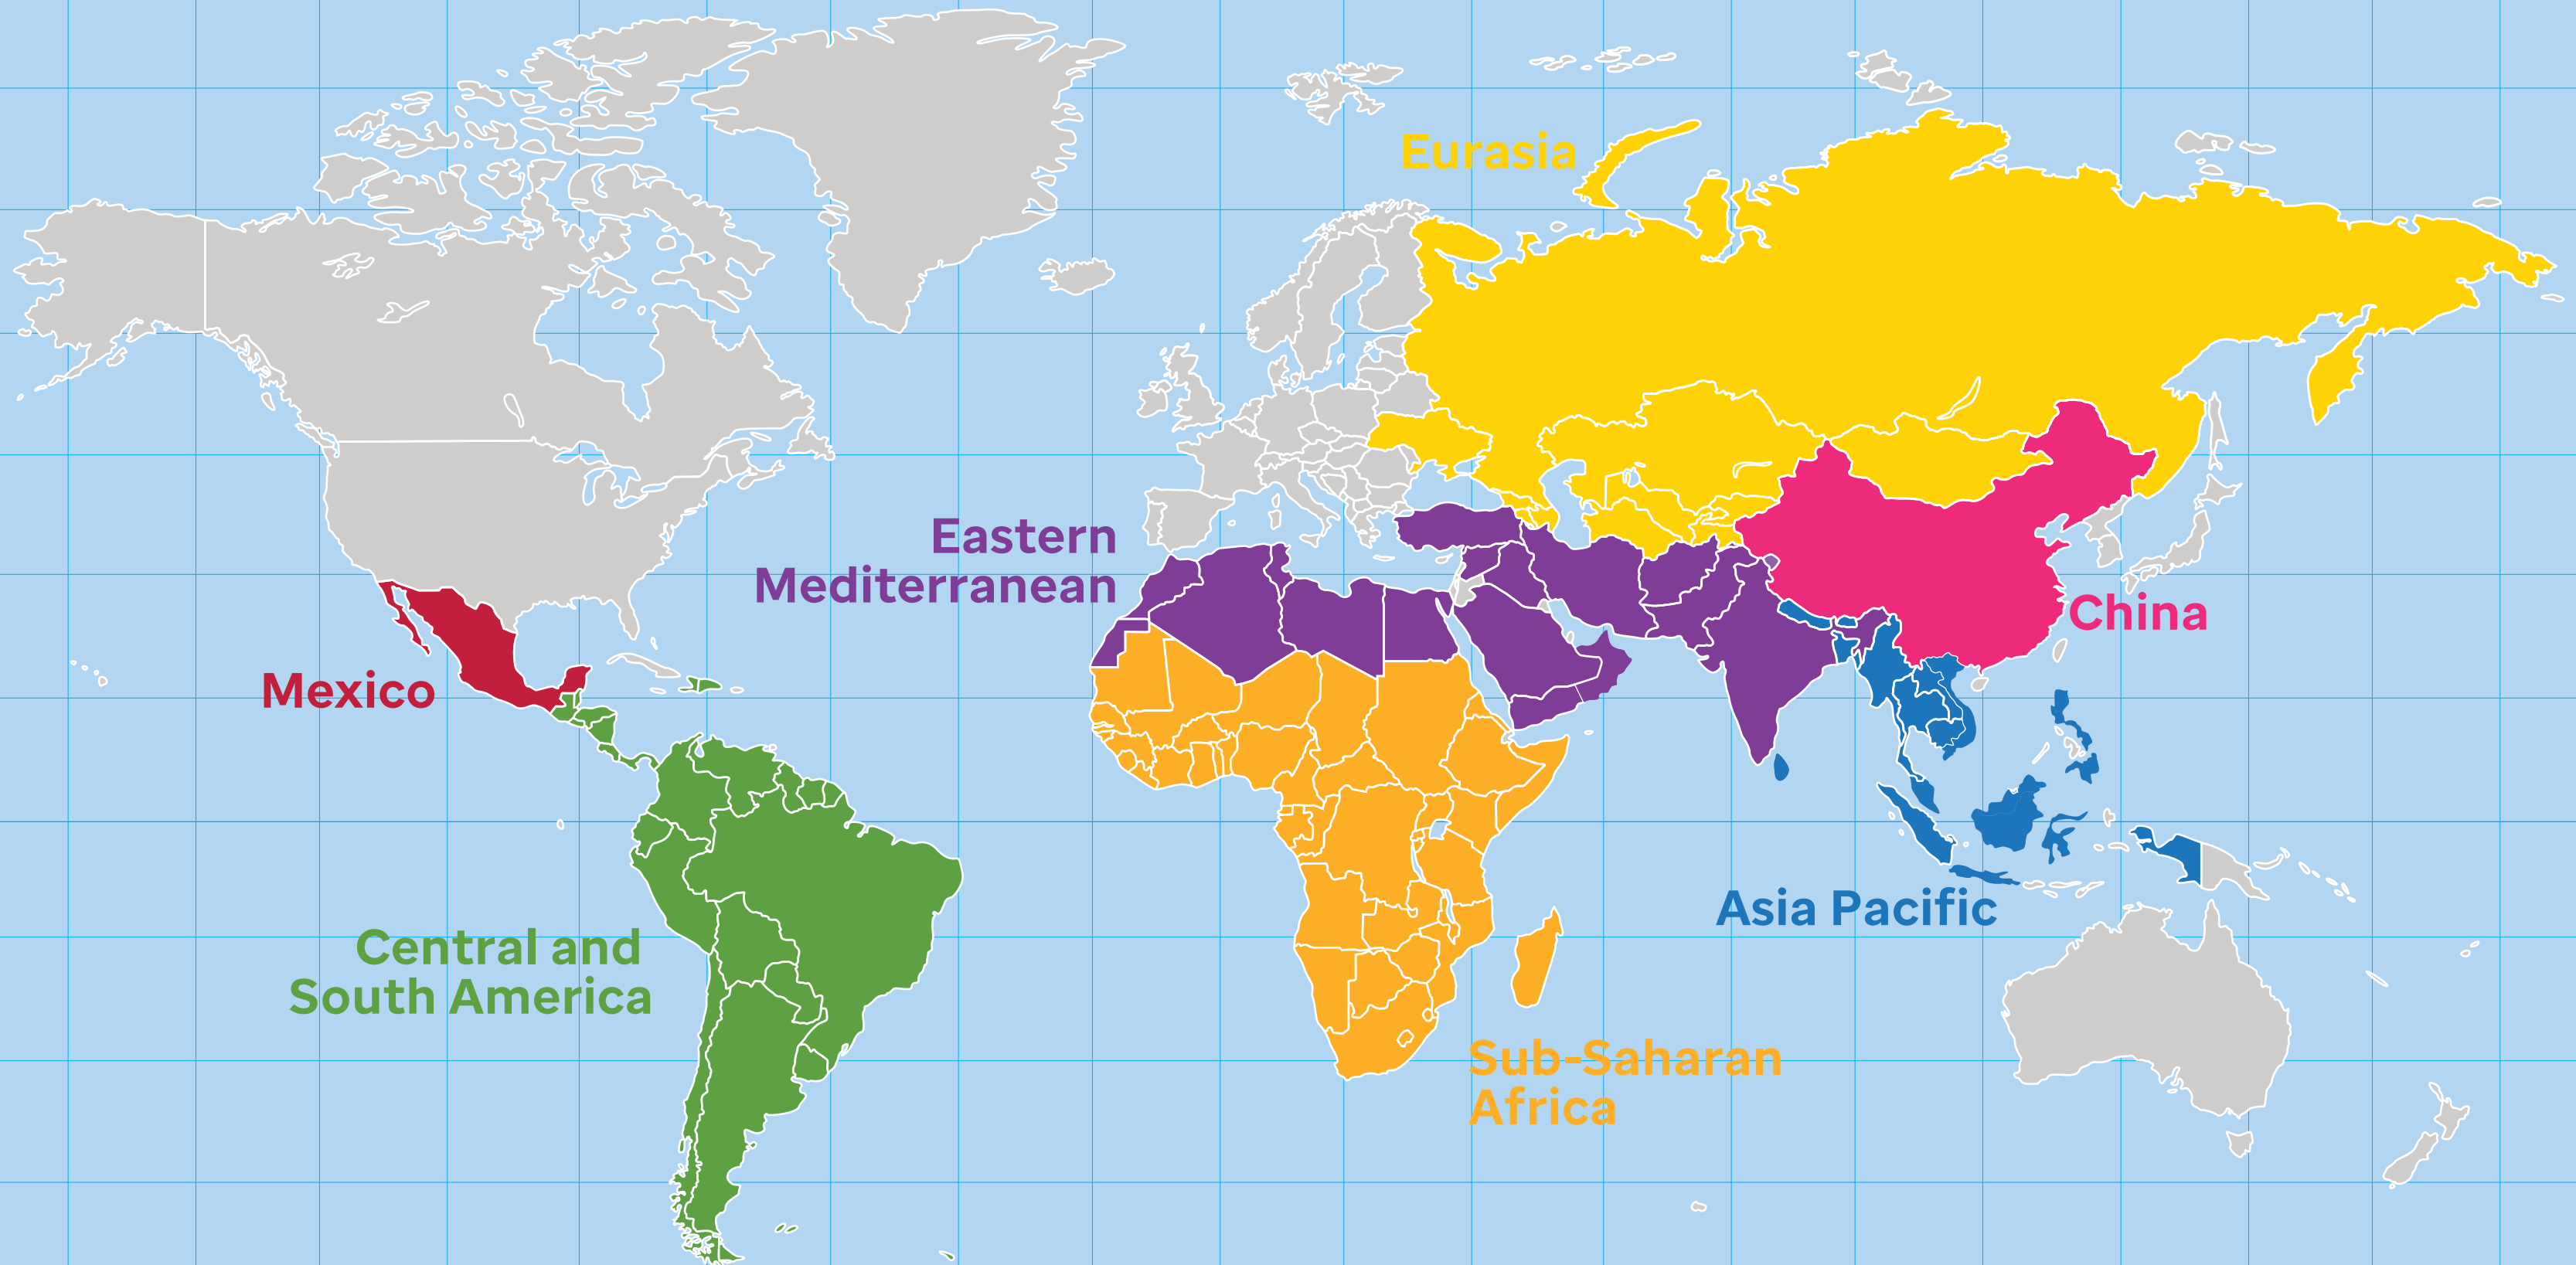 Eurasia
Eastern
Mediterranean
China
Mexico
Asia Pacific
Central and
South America
Sub-Saharan
Africa